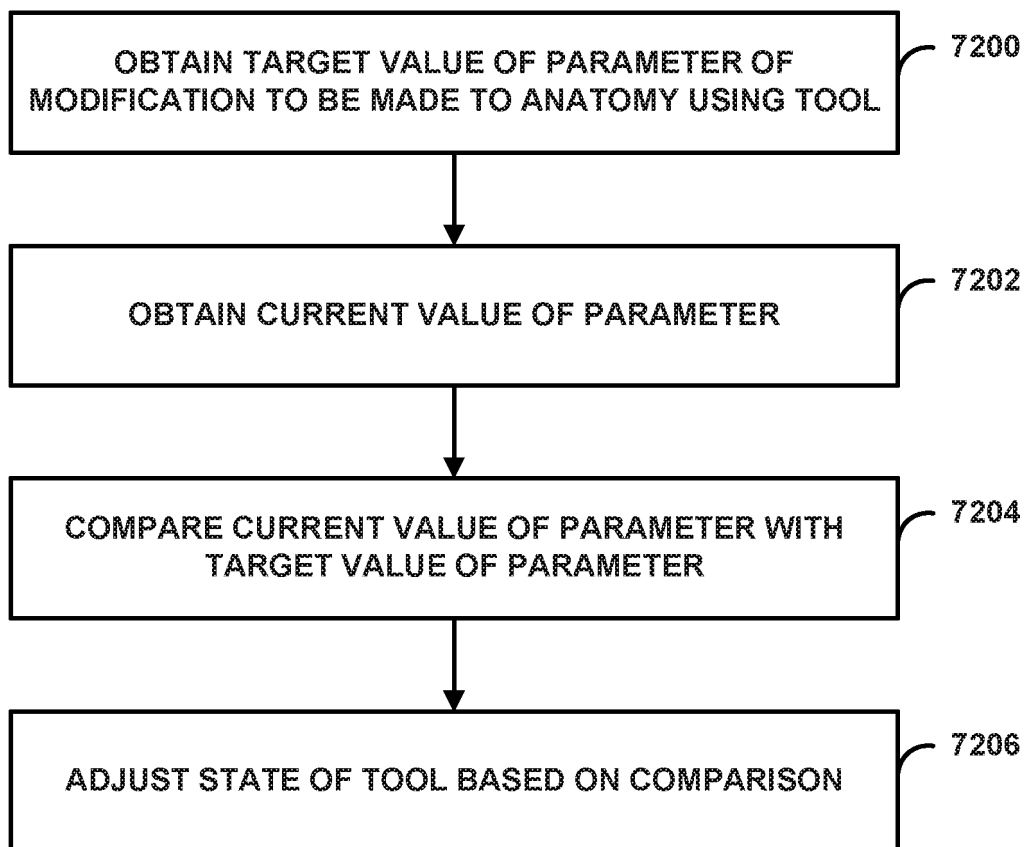 OBTAIN TARGET VALUE OF PARAMETER OF
MODIFICATION TO BE MADE TO ANATOMY USING TOOL
7200
OBTAIN CURRENT VALUE OF PARAMETER
7202
COMPARE CURRENT VALUE OF PARAMETER WITH
TARGET VALUE OF PARAMETER
7204
ADJUST STATE OF TOOL BASED ON COMPARISON
7206